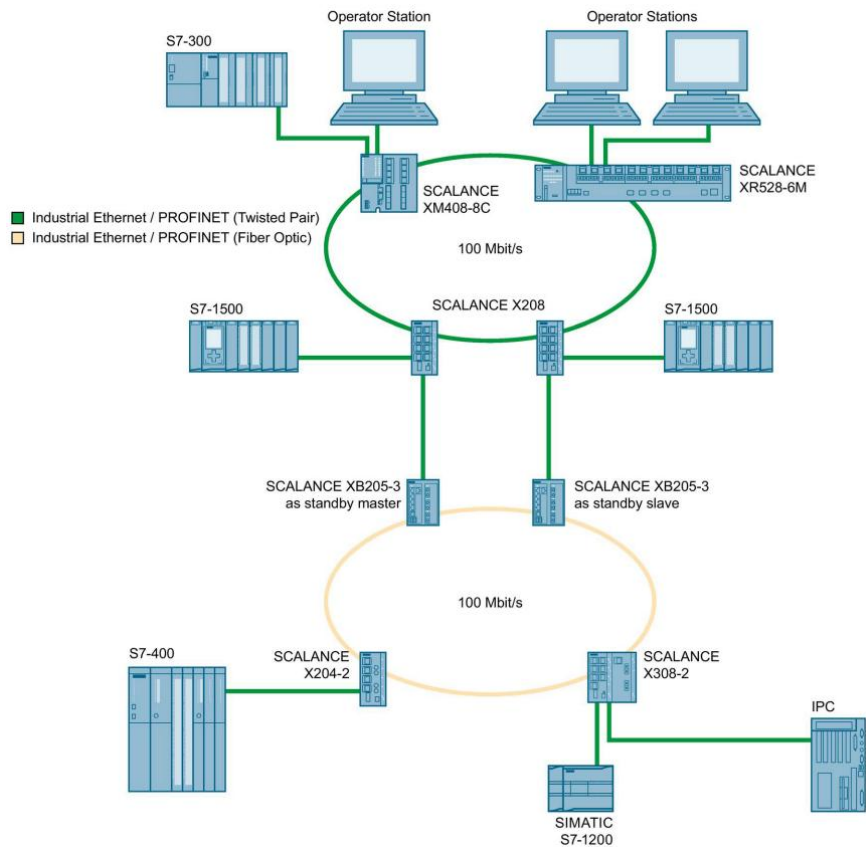 Operator Station
Operator Stations
S7-300
SCALANCE
XM408-8C
SCALANCE
XR528-6M
Industrial Ethernet / PROFINET (Twisted Pair)
Industrial Ethernet / PROFINET (Fiber Optic)
100 Mbit/s
SCALANCE X208
S7-1500
S7-1500
SCALANCE XB205-3
as standby master
SCALANCE XB205-3
as standby slave
100 Mbit/s
S7-400
SCALANCE
X204-2
SCALANCE
X308-2
IPC
SIMATIC
S7-1200